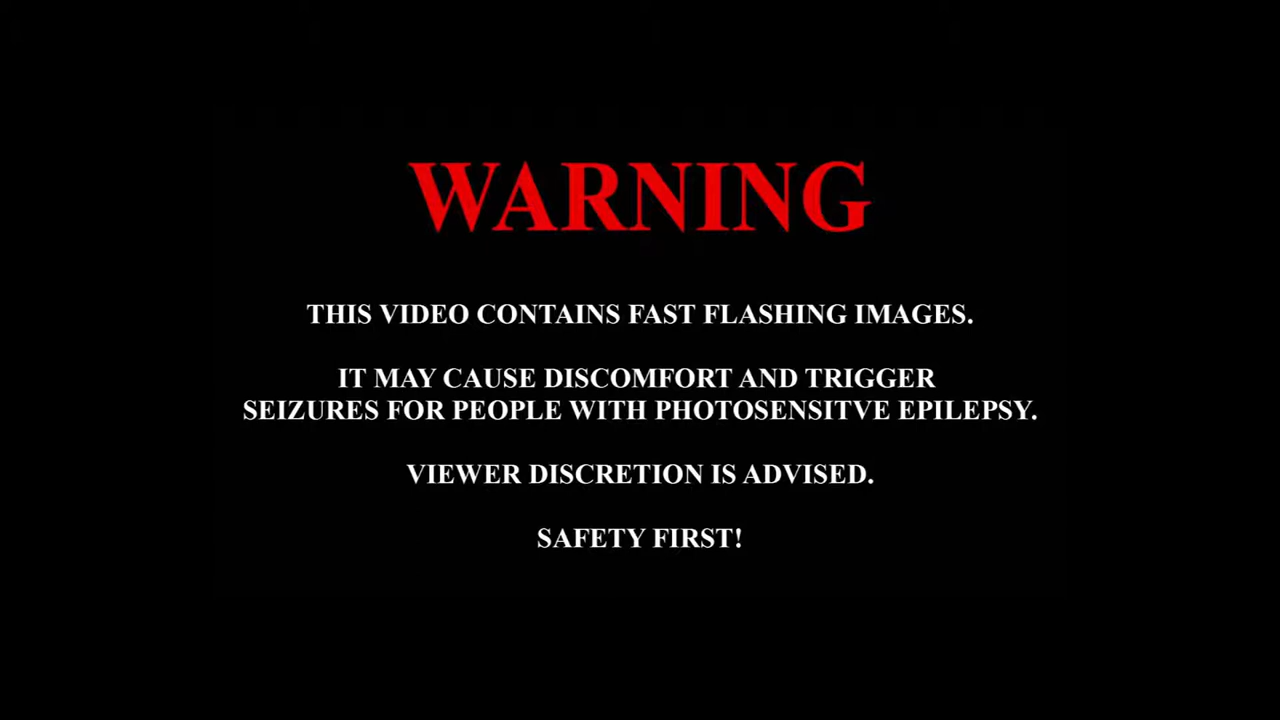 WARNING
THIS VIDEO CONTAINS FAST FLASHING IMAGES.
IT MAY CAUSE DISCOMFORT AND TRIGGER
SEIZURES FOR PEOPLE WITH PHOTOSENSITVE EPILEPSY.
VIEWER DISCRETION IS ADVISED.
SAFETY FIRST!